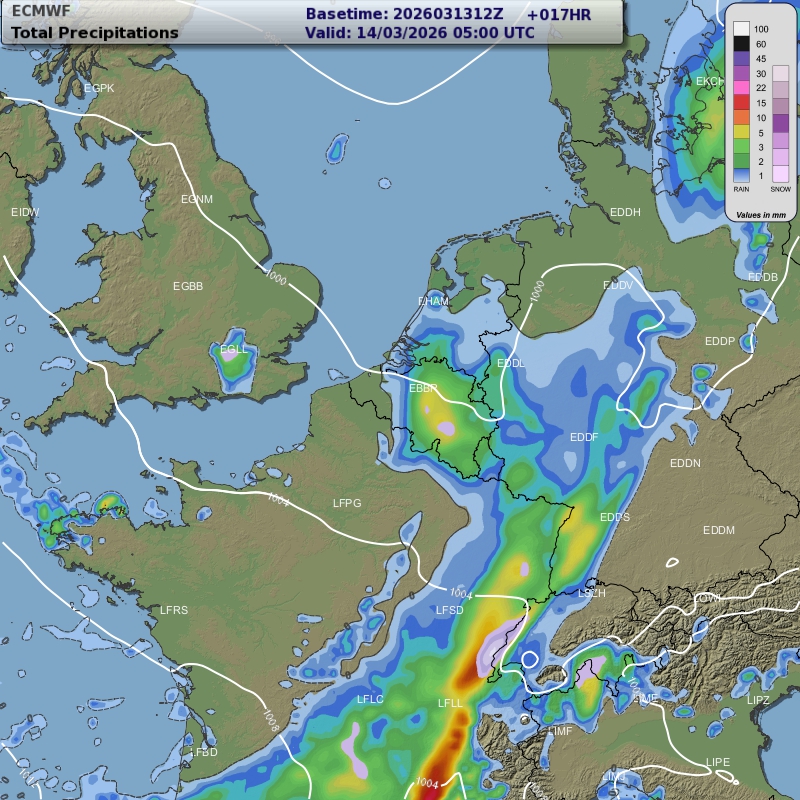 ECMWF
Basetime: 2026031312Z +017HR
Total Precipitations
Valid: 14/03/2026 05:00 UTC
100
60
45
30
22
15
10
5
3
2
1
RAIN
SNOW
Values in mm
EGPK
EKCH
EIDW
EGNM
EDDH
EGBB
EHAM
EDDV
EDDB
1000
1000
EGLL
EDDL
EDDP
EBBR
EDDF
EDDN
1004
LFPG
EDDS
EDDM
LFRS
LFSD
1004
LSZH
LOWI
LFLC
LFLL
LIPZ
1008
LIMF
LFBD
LIPE
LIMJ
1004